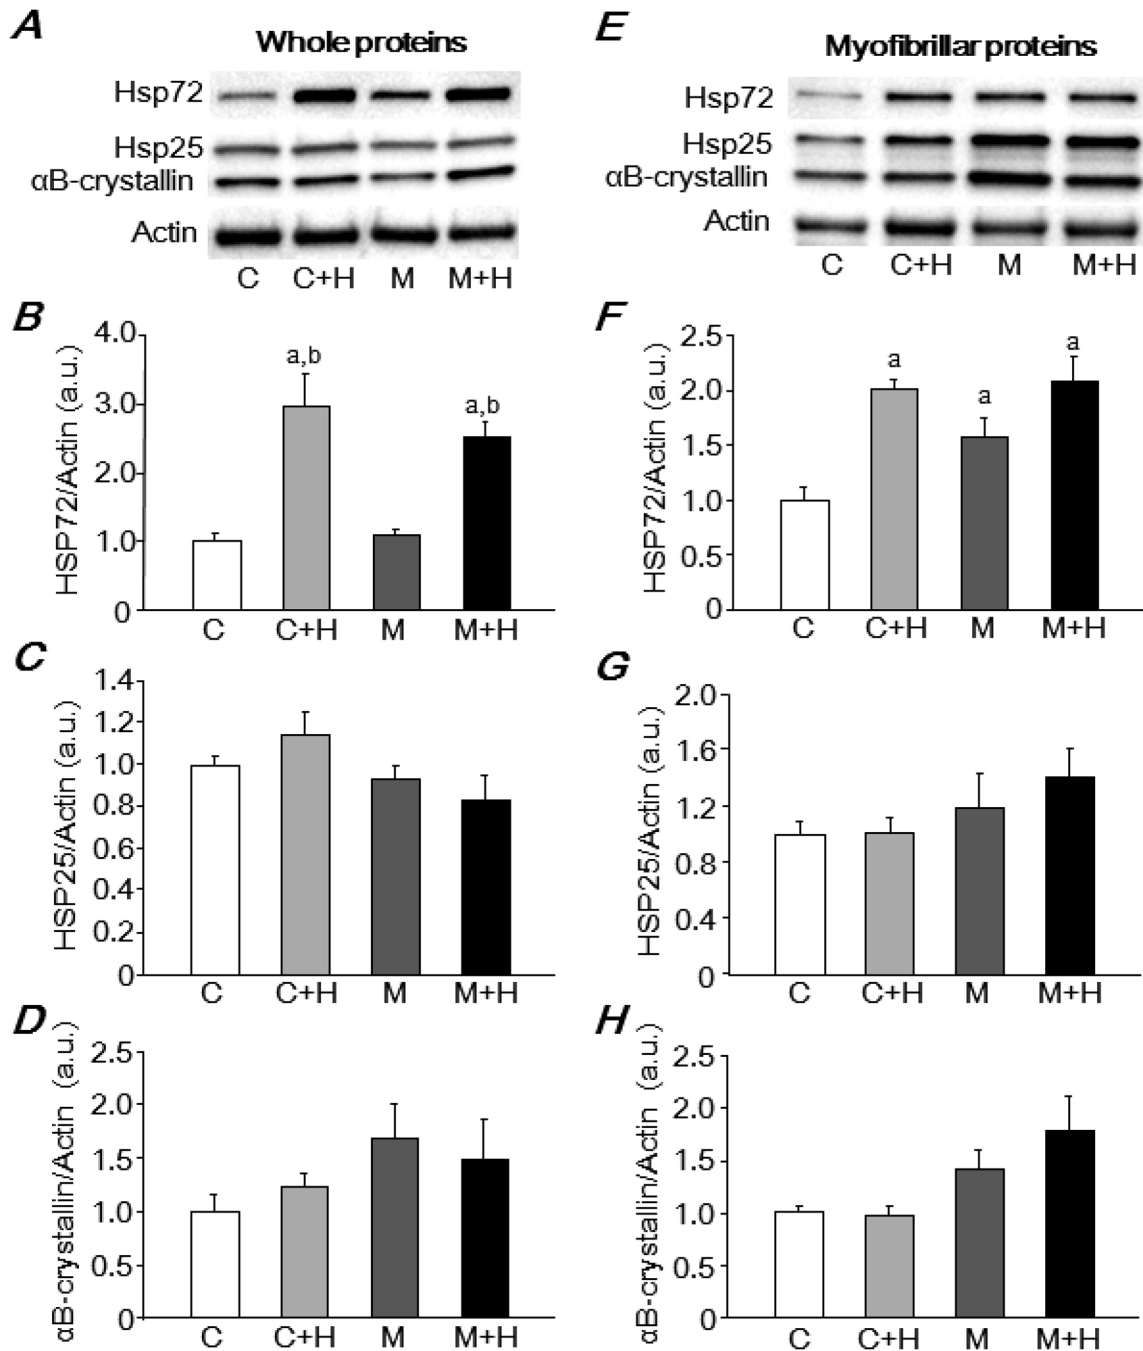 A
Whole proteins
Hsp72
Hsp25
αB-crystallin
Actin
C C+H M M+H
E
Myofibrillar proteins
Hsp72
Hsp25
αB-crystallin
Actin
C C+H M M+H
B
HSP72/Actin (a.u.)
4.0
3.0
2.0
1.0
0
a,b
a,b
C C+H M M+H
F
HSP72/Actin (a.u.)
2.5
2.0
1.5
1.0
0.5
0
a
a
a
C C+H M M+H
C
HSP25/Actin (a.u.)
1.4
1.2
1.0
0.8
0.6
0.4
0.2
0
C C+H M M+H
G
HSP25/Actin (a.u.)
2.0
1.6
1.2
0.8
0.4
0
C C+H M M+H
D
αB-crystallin/Actin (a.u.)
2.5
2.0
1.5
1.0
0.5
0
C C+H M M+H
H
αB-crystallin/Actin (a.u.)
2.5
2.0
1.5
1.0
0.5
0
C C+H M M+H